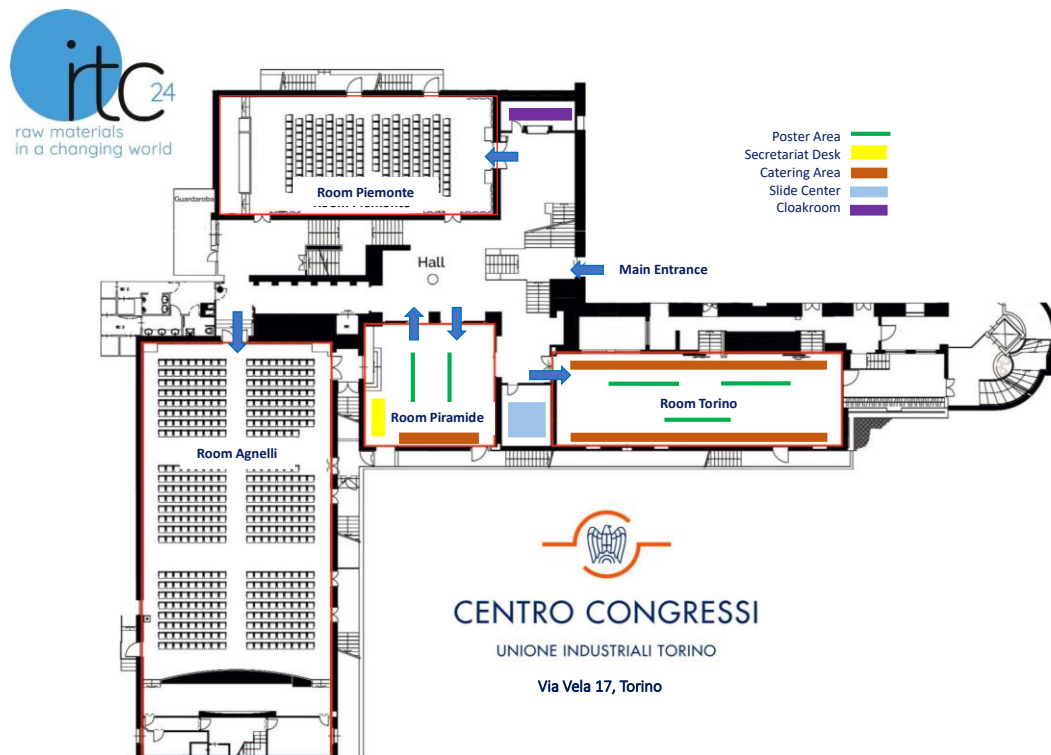 itc 24
raw materials
in a changing world
Poster Area
Secretariat Desk
Catering Area
Slide Center
Cloakroom
Room Piemonte
Guardaroba
Hall
Main Entrance
Room Piramide
Room Torino
Room Agnelli
CENTRO CONGRESSI
UNIONE INDUSTRIALI TORINO
Via Vela 17, Torino